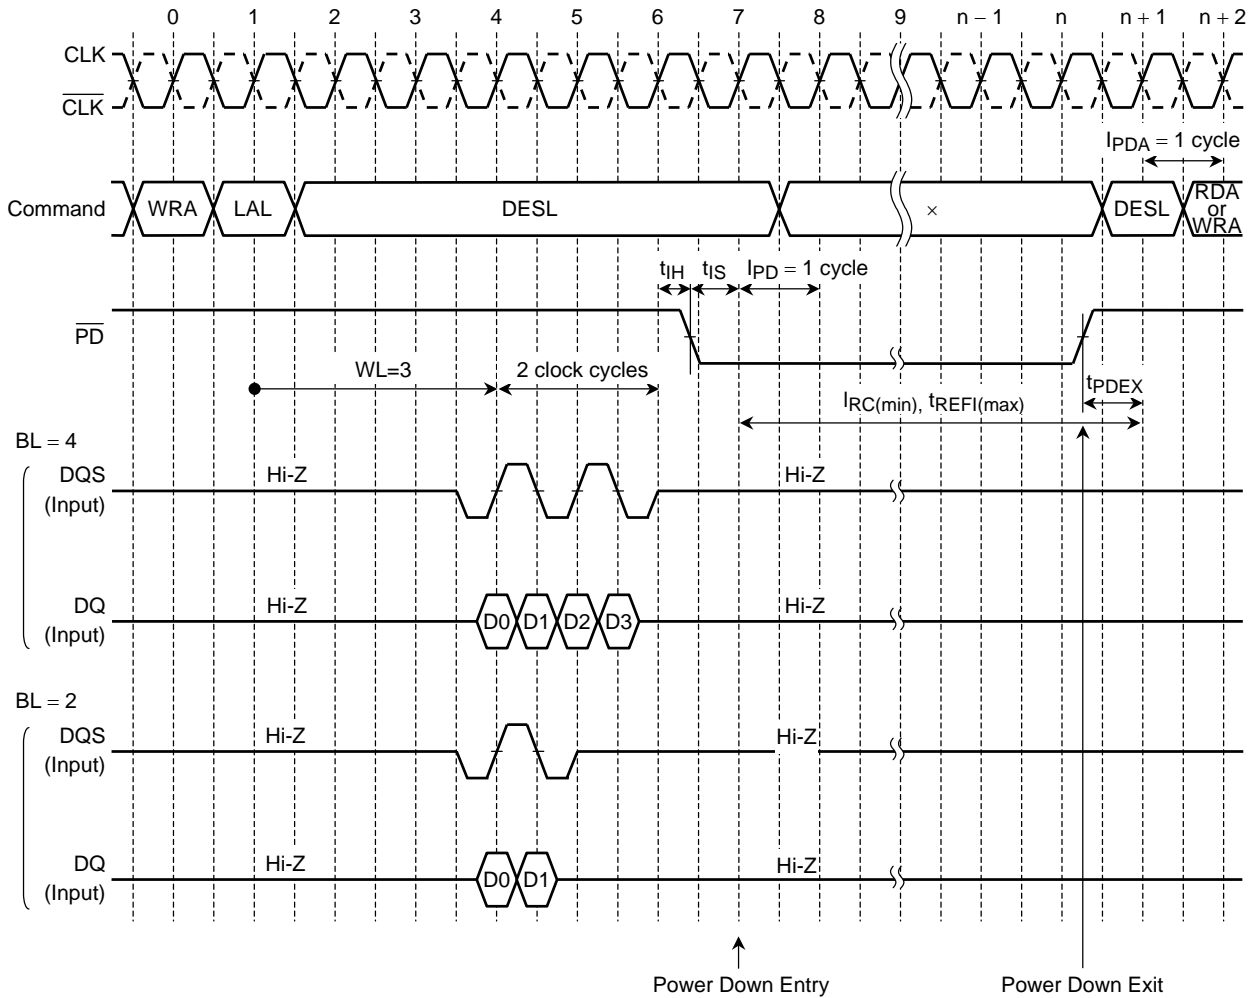 0 1 2 3 4 5 6 7 8 9 n − 1 n n + 1 n + 2
CLK
CLK
IPDA = 1 cycle
Command WRA LAL DESL × DESL RDA or WRA
tIH tIS IPD = 1 cycle
PD
WL=3 2 clock cycles
tPDEX
IRC(min), tREFI(max)
BL = 4
DQS (Input) Hi-Z Hi-Z
DQ (Input) Hi-Z D0 D1 D2 D3 Hi-Z
BL = 2
DQS (Input) Hi-Z Hi-Z
DQ (Input) Hi-Z D0 D1 Hi-Z
Power Down Entry Power Down Exit